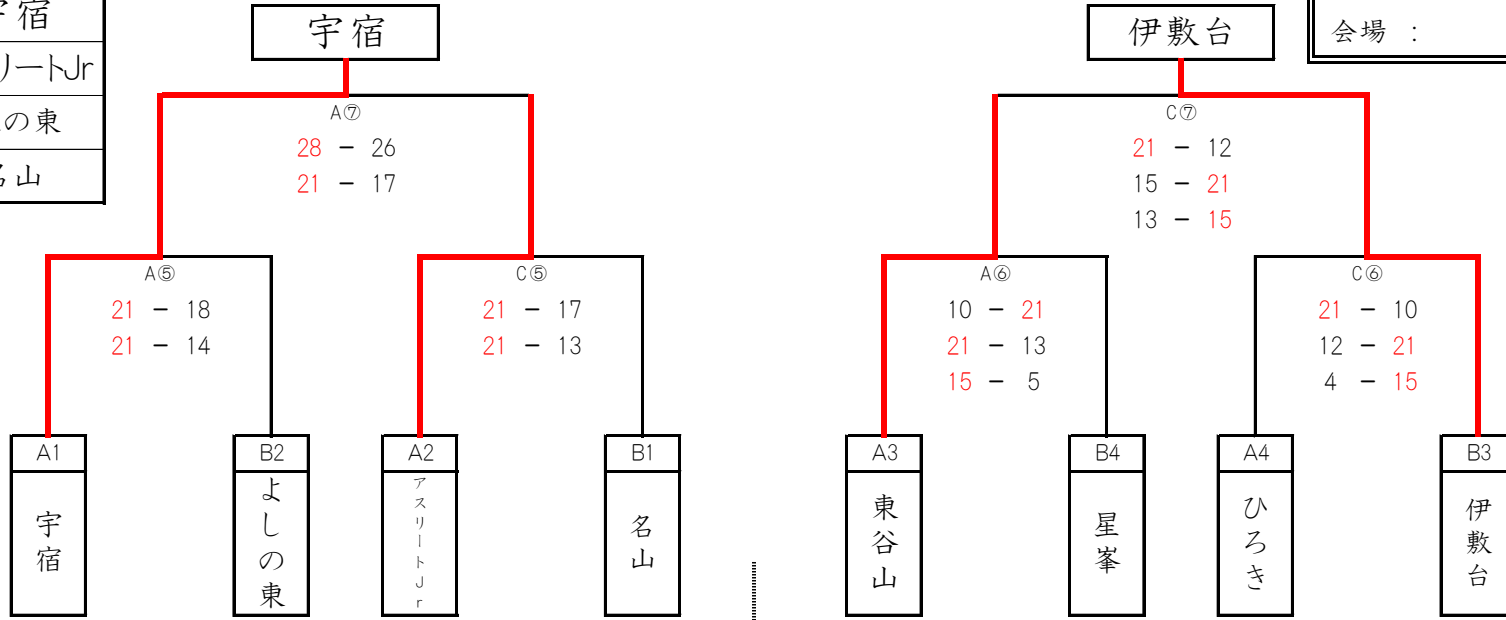 宿
リートJr
の東
名山
宇宿
伊敷台
会場 :
A⑦
28 - 26
21 - 17
C⑦
21 - 12
15 - 21
13 - 15
A⑤
21 - 18
21 - 14
C⑤
21 - 17
21 - 13
A⑥
10 - 21
21 - 13
15 - 5
C⑥
21 - 10
12 - 21
4 - 15
A1
宇宿
B2
よしの東
A2
アスリートJr
B1
名山
A3
東谷山
B4
星峯
A4
ひろき
B3
伊敷台